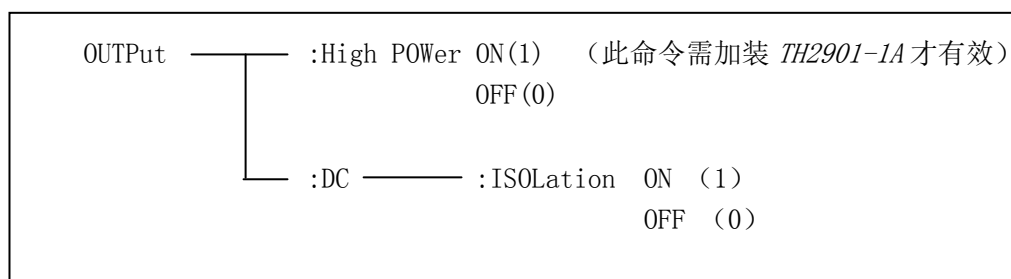 OUTPut :High POWer ON(1) （此命令需加装 TH2901-1A 才有效）
OFF(0)
:DC :ISOLation ON （1）
OFF （0）